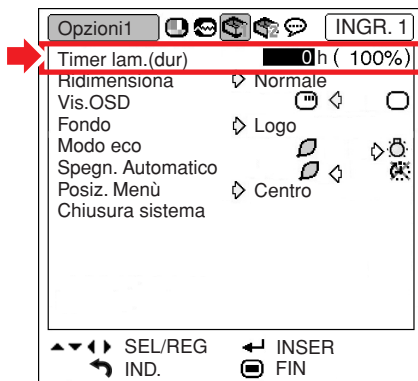 Opzioni1 INGR. 1
Timer lam.(dur) 0 h ( 100%)
Ridimensiona Normale
Vis.OSD
Fondo Logo
Modo eco
Spegn. Automatico
Posiz. Menù Centro
Chiusura sistema
SEL/REG INSER
IND. FIN